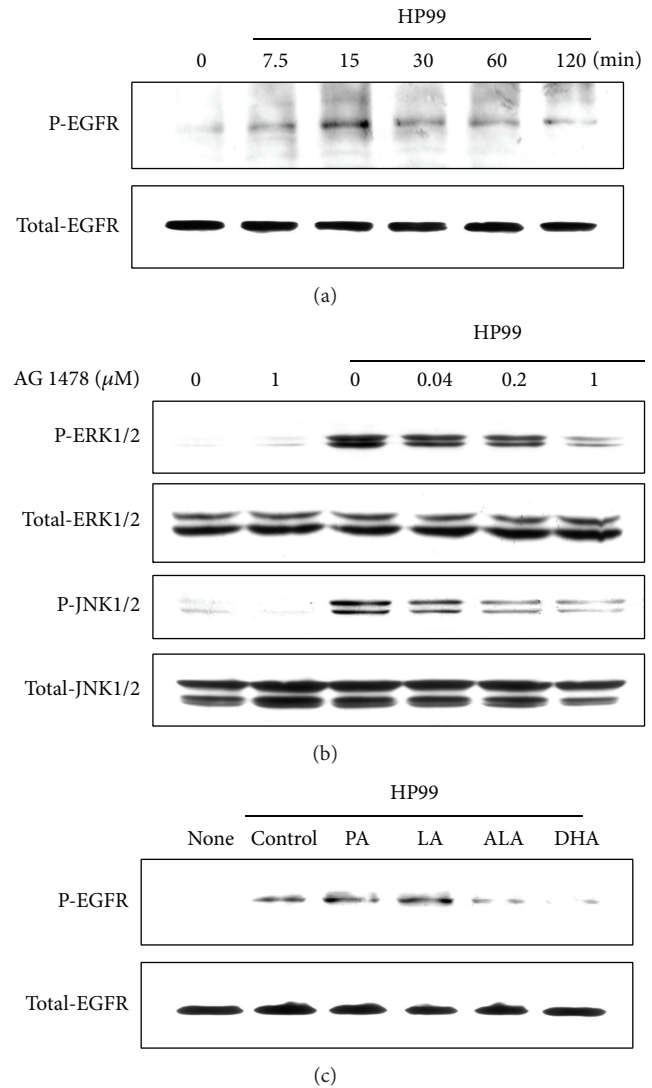 HP99
0 7.5 15 30 60 120 (min)
P-EGFR
Total-EGFR
(a)
HP99
AG 1478 (μM) 0 1 0 0.04 0.2 1
P-ERK1/2
Total-ERK1/2
P-JNK1/2
Total-JNK1/2
(b)
HP99
None Control PA LA ALA DHA
P-EGFR
Total-EGFR
(c)